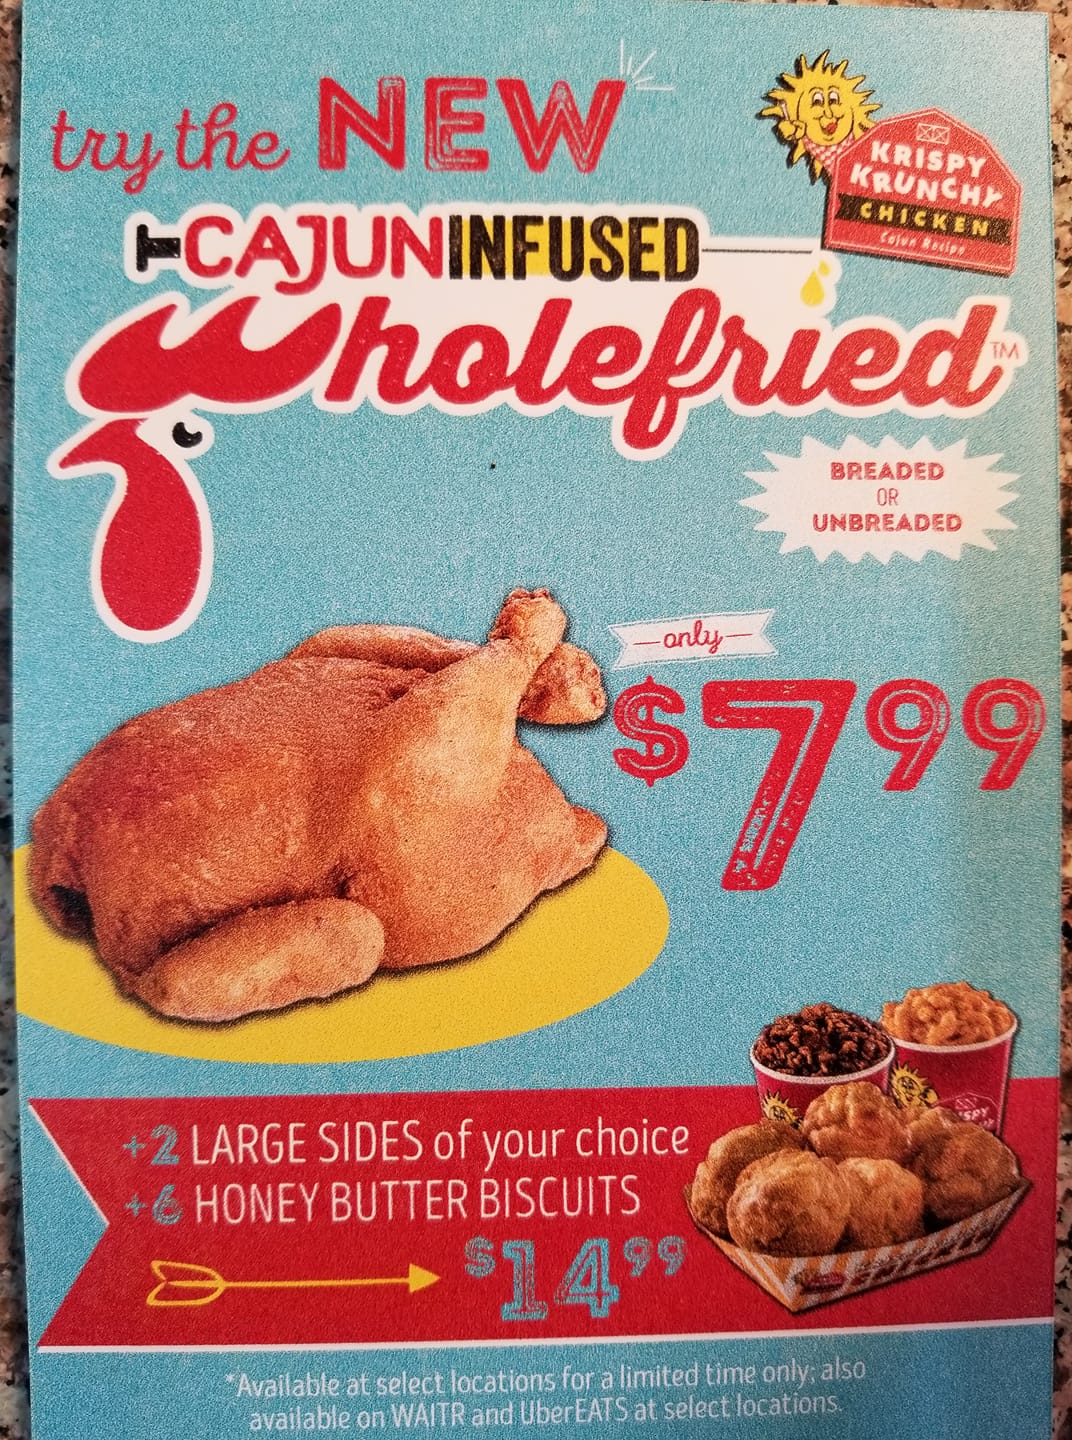 try the NEW
KRISPY
KRUNCHY
CHICKEN
Cajun Recipe
CAJUNINFUSED
Wholefried™
BREADED
OR
UNBREADED
only
$7.99
+2 LARGE SIDES of your choice
+6 HONEY BUTTER BISCUITS
$14.99
*Available at select locations for a limited time only; also
available on WAITR and UberEATS at select locations.